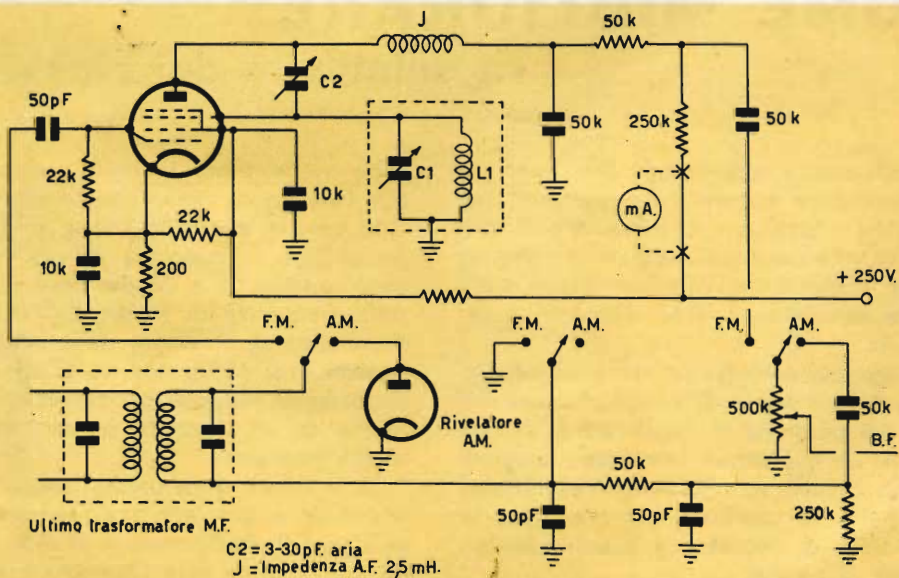 J
50k
50pF
C2
50k
250k
50k
22k
C1
L1
10k
mA.
22k
10k
200
+ 250V.
F.M.
A.M.
F.M.
A.M.
F.M.
A.M.
500k
50k
B.F.
Rivelatore
A.M.
50k
50pF
50pF
250k
Ultimo trasformatore M.F.
C2 = 3-30pF. aria
J = Impedenza A.F. 2,5 mH.